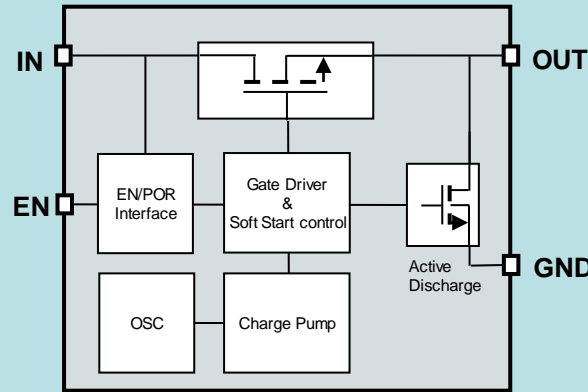 IN
OUT
EN/POR
Interface
Gate Driver
&
Soft Start control
EN
Active
Discharge
GND
OSC
Charge Pump